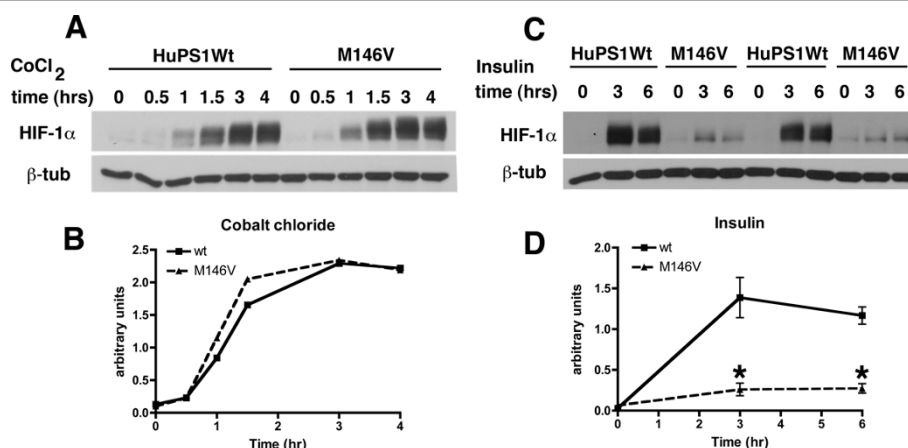 A
HuPS1Wt M146V
CoCl2
time (hrs) 0 0.5 1 1.5 3 4 0 0.5 1 1.5 3 4
HIF-1α
β-tub
B
Cobalt chloride
wt
M146V
arbitrary units
2.5
2.0
1.5
1.0
0.5
0.0
0 1 2 3 4
Time (hr)
C
HuPS1Wt M146V HuPS1Wt M146V
Insulin
time (hrs) 0 3 6 0 3 6 0 3 6 0 3 6
HIF-1α
β-tub
D
Insulin
wt
M146V
arbitrary units
2.0
1.5
1.0
0.5
0.0
* *
0 1 2 3 4 5 6
Time (hr)